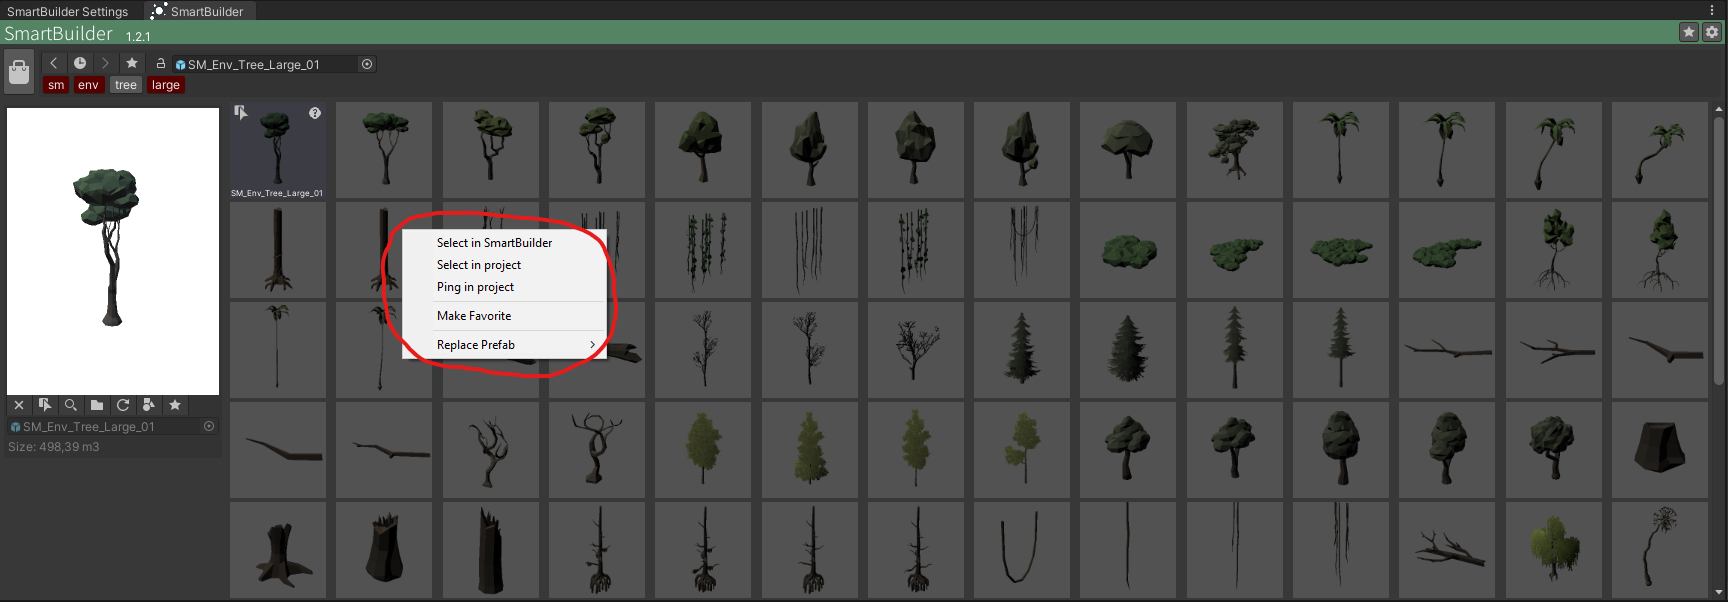 SmartBuilder Settings
SmartBuilder
SmartBuilder 1.2.1
SM_Env_Tree_Large_01
sm env tree large
SM_Env_Tree_Large_01
Select in SmartBuilder
Select in project
Ping in project
Make Favorite
Replace Prefab
SM_Env_Tree_Large_01
Size: 498,39 m3